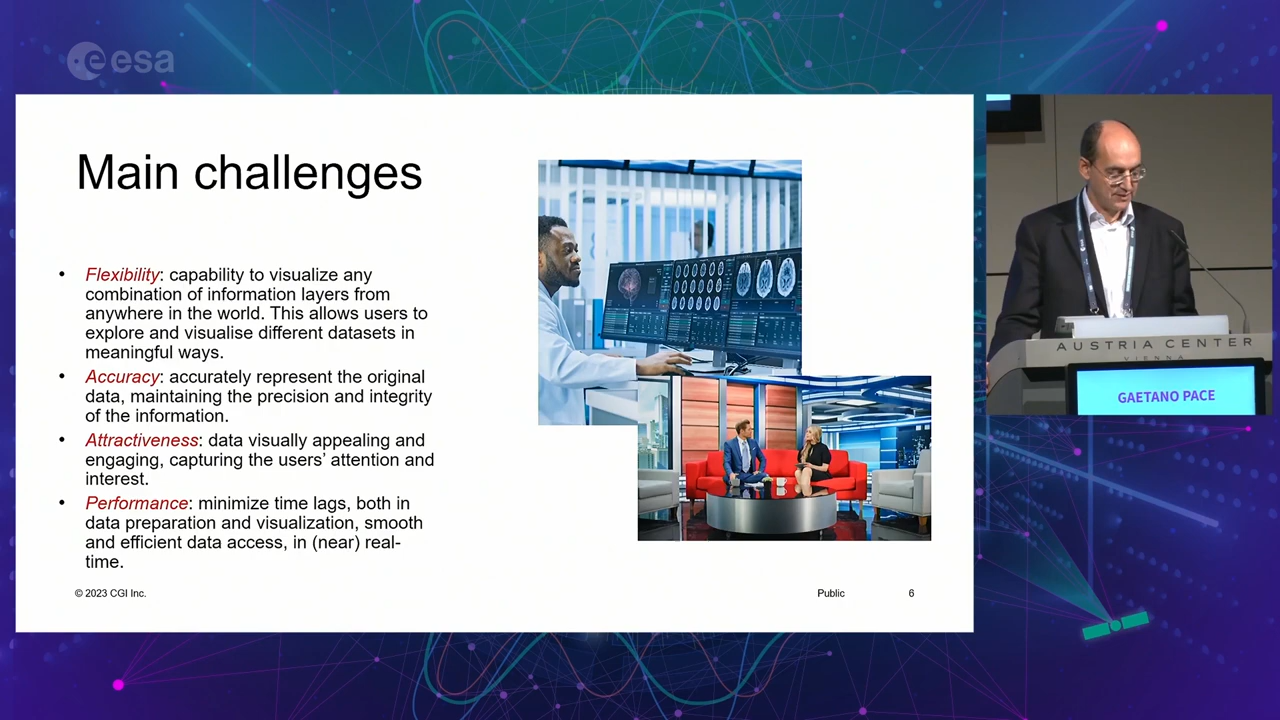 esa
Main challenges
• Flexibility: capability to visualize any
combination of information layers from
anywhere in the world. This allows users to
explore and visualise different datasets in
meaningful ways.
• Accuracy: accurately represent the original
data, maintaining the precision and integrity
of the information.
• Attractiveness: data visually appealing and
engaging, capturing the users’ attention and
interest.
• Performance: minimize time lags, both in
data preparation and visualization, smooth
and efficient data access, in (near) real-
time.
© 2023 CGI Inc.
Public
6
AUSTRIA CENTER
VIENNA
GAETANO PACE